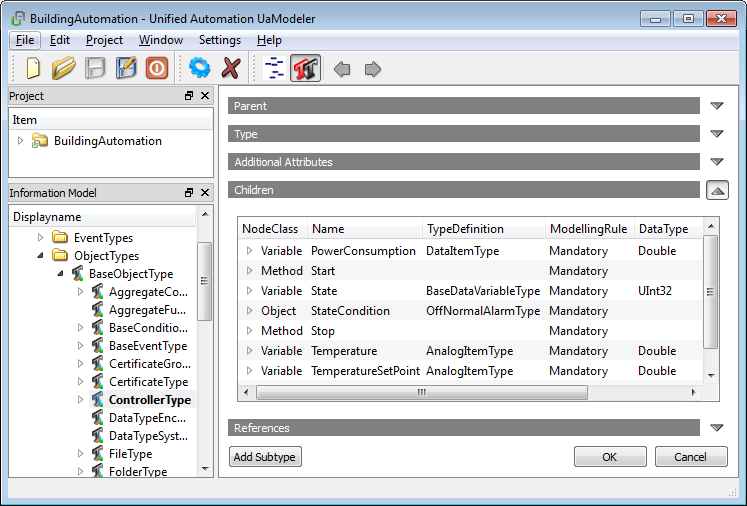 BuildingAutomation - Unified Automation UaModeler
File Edit Project Window Settings Help
Project
Item
BuildingAutomation
Information Model
Displayname
EventTypes
ObjectTypes
BaseObjectType
AggregateCo...
AggregateFu...
BaseConditio...
BaseEventType
CertificateGro...
CertificateType
ControllerType
DataTypeEnc...
DataTypeSyst...
FileType
FolderType
Parent
Type
Additional Attributes
Children
NodeClass Name TypeDefinition ModellingRule DataType
Variable PowerConsumption DataItemType Mandatory Double
Method Start Mandatory
Variable State BaseDataVariableType Mandatory UInt32
Object StateCondition OffNormalAlarmType Mandatory
Method Stop Mandatory
Variable Temperature AnalogItemType Mandatory Double
Variable TemperatureSetPoint AnalogItemType Mandatory Double
References
Add Subtype OK Cancel